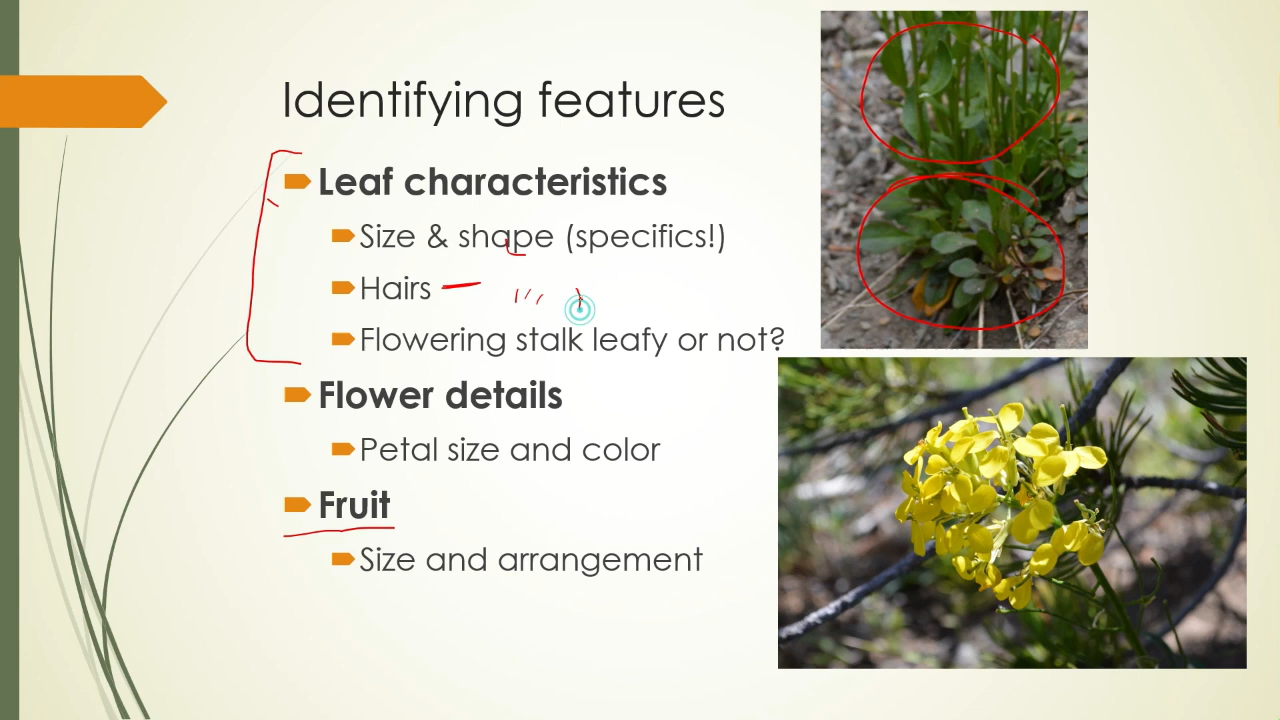 Identifying features
Leaf characteristics
Size & shape (specifics!)
Hairs
Flowering stalk leafy or not?
Flower details
Petal size and color
Fruit
Size and arrangement